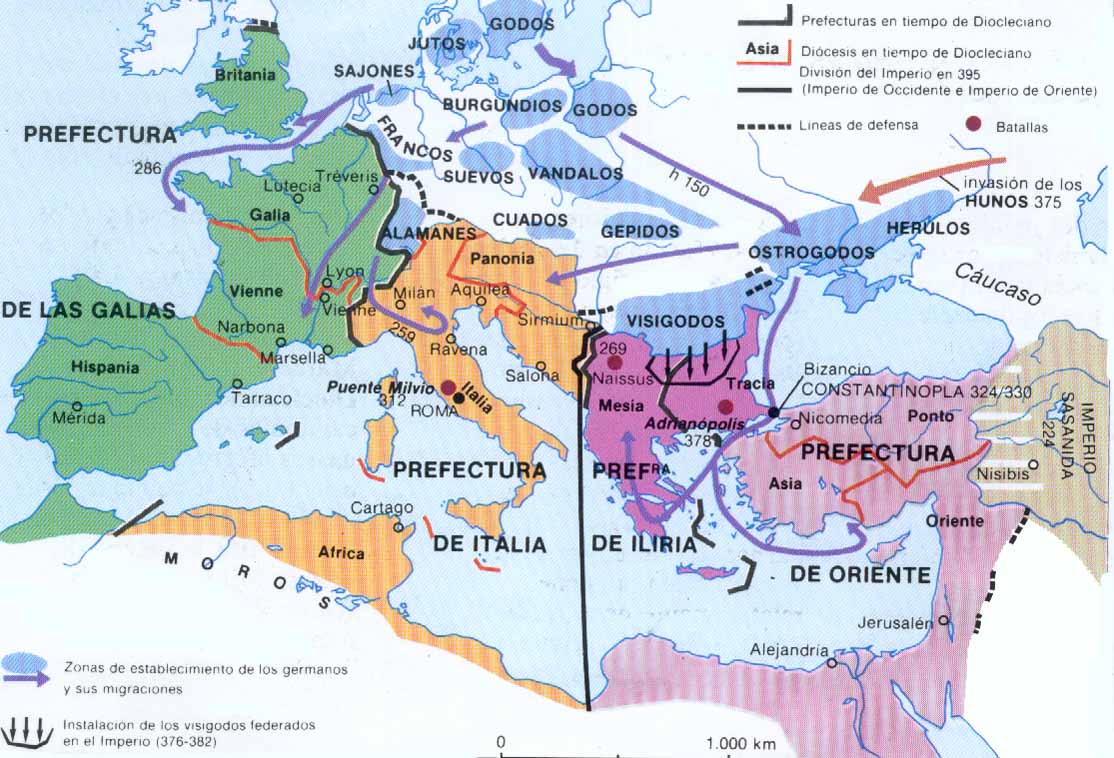 Prefecturas en tiempo de Diocleciano
Asia
Diócesis en tiempo de Diocleciano
División del Imperio en 395
(Imperio de Occidente e Imperio de Oriente)
Líneas de defensa
Batallas
GODOS
JUTOS
SAJONES
Britania
BURGUNDIOS
GODOS
PREFECTURA
FRANCOS
286
Tréveris
Lutecia
SUEVOS
VANDALOS
h 150
invasión de los
HUNOS 375
Galia
CUADOS
ALAMANES
GEPIDOS
HERULOS
OSTROGODOS
Panonia
Cáucaso
Lyon
Vienne
Milán
Aquilea
DE LAS GALIAS
Vienne
Sirmium
VISIGODOS
Narbona
259
Ravena
Marsella
269
Hispania
Salona
Naissus
Bizancio
Tarraco
Puente Milvio
312
Italia
ROMA
Tracia
CONSTANTINOPLA 324/330
Mérida
Mesia
Adrianópolis
378
Nicomedia
Ponto
IMPERIO
SASANIDA
224
PREFECTURA
PREFECTURA
PREFRA
Nisibis
Asia
Cartago
Oriente
Africa
DE ITALIA
DE ILIRIA
DE ORIENTE
MOROS
Jerusalén
Alejandría
Zonas de establecimiento de los germanos
y sus migraciones
Instalación de los visigodos federados
en el Imperio (376-382)
0
1.000 km